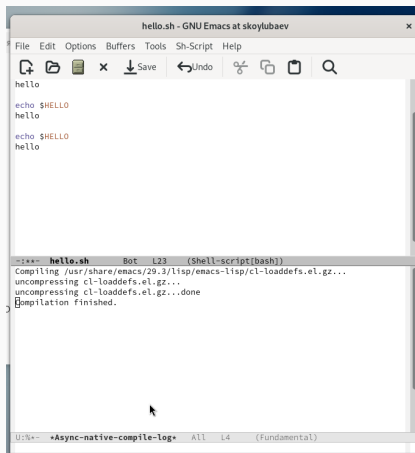 hello.sh - GNU Emacs at skoylubaev
File Edit Options Buffers Tools Sh-Script Help
Save Undo
hello
echo $HELLO
hello
echo $HELLO
hello
-:**- hello.sh Bot L23 (Shell-script[bash])
Compiling /usr/share/emacs/29.3/lisp/emacs-lisp/cl-loaddefs.el.gz...
uncompressing cl-loaddefs.el.gz...
uncompressing cl-loaddefs.el.gz...done
Compilation finished.
U:%*- *Async-native-compile-log* All L4 (Fundamental)